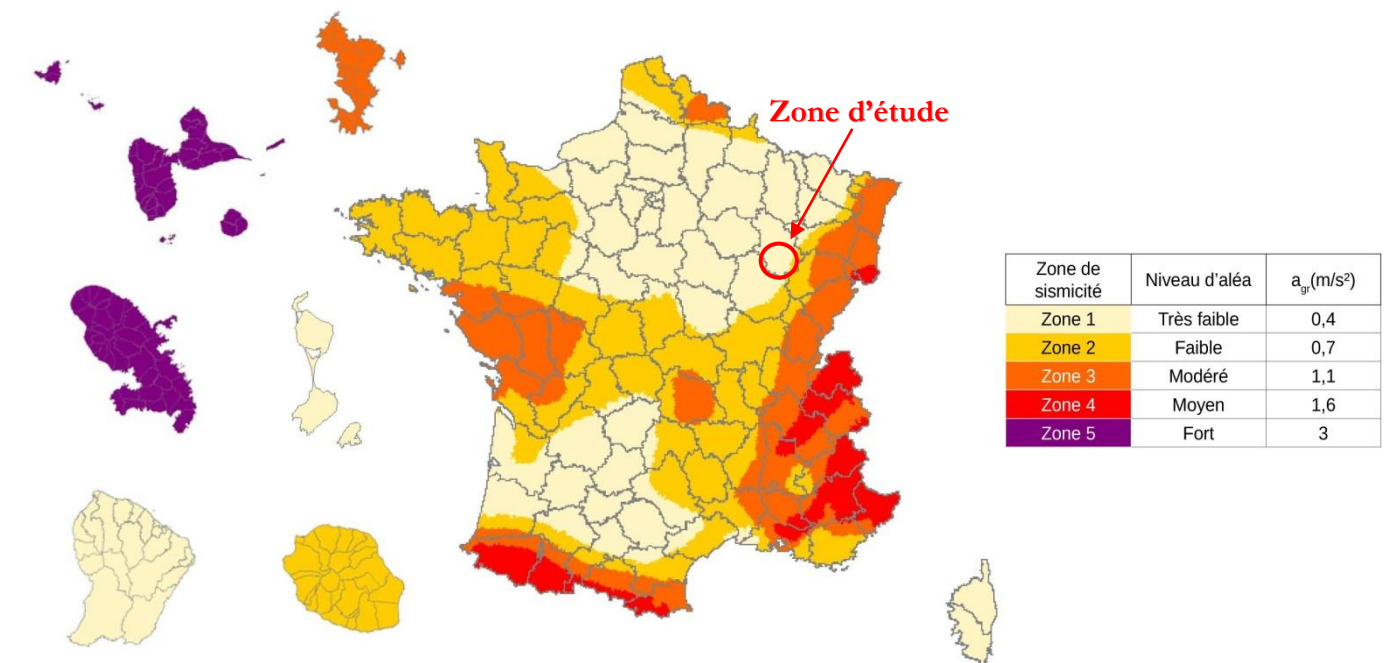 Zone d’étude
Zone de sismicité Niveau d’aléa a_gr(m/s²)
Zone 1 Très faible 0,4
Zone 2 Faible 0,7
Zone 3 Modéré 1,1
Zone 4 Moyen 1,6
Zone 5 Fort 3